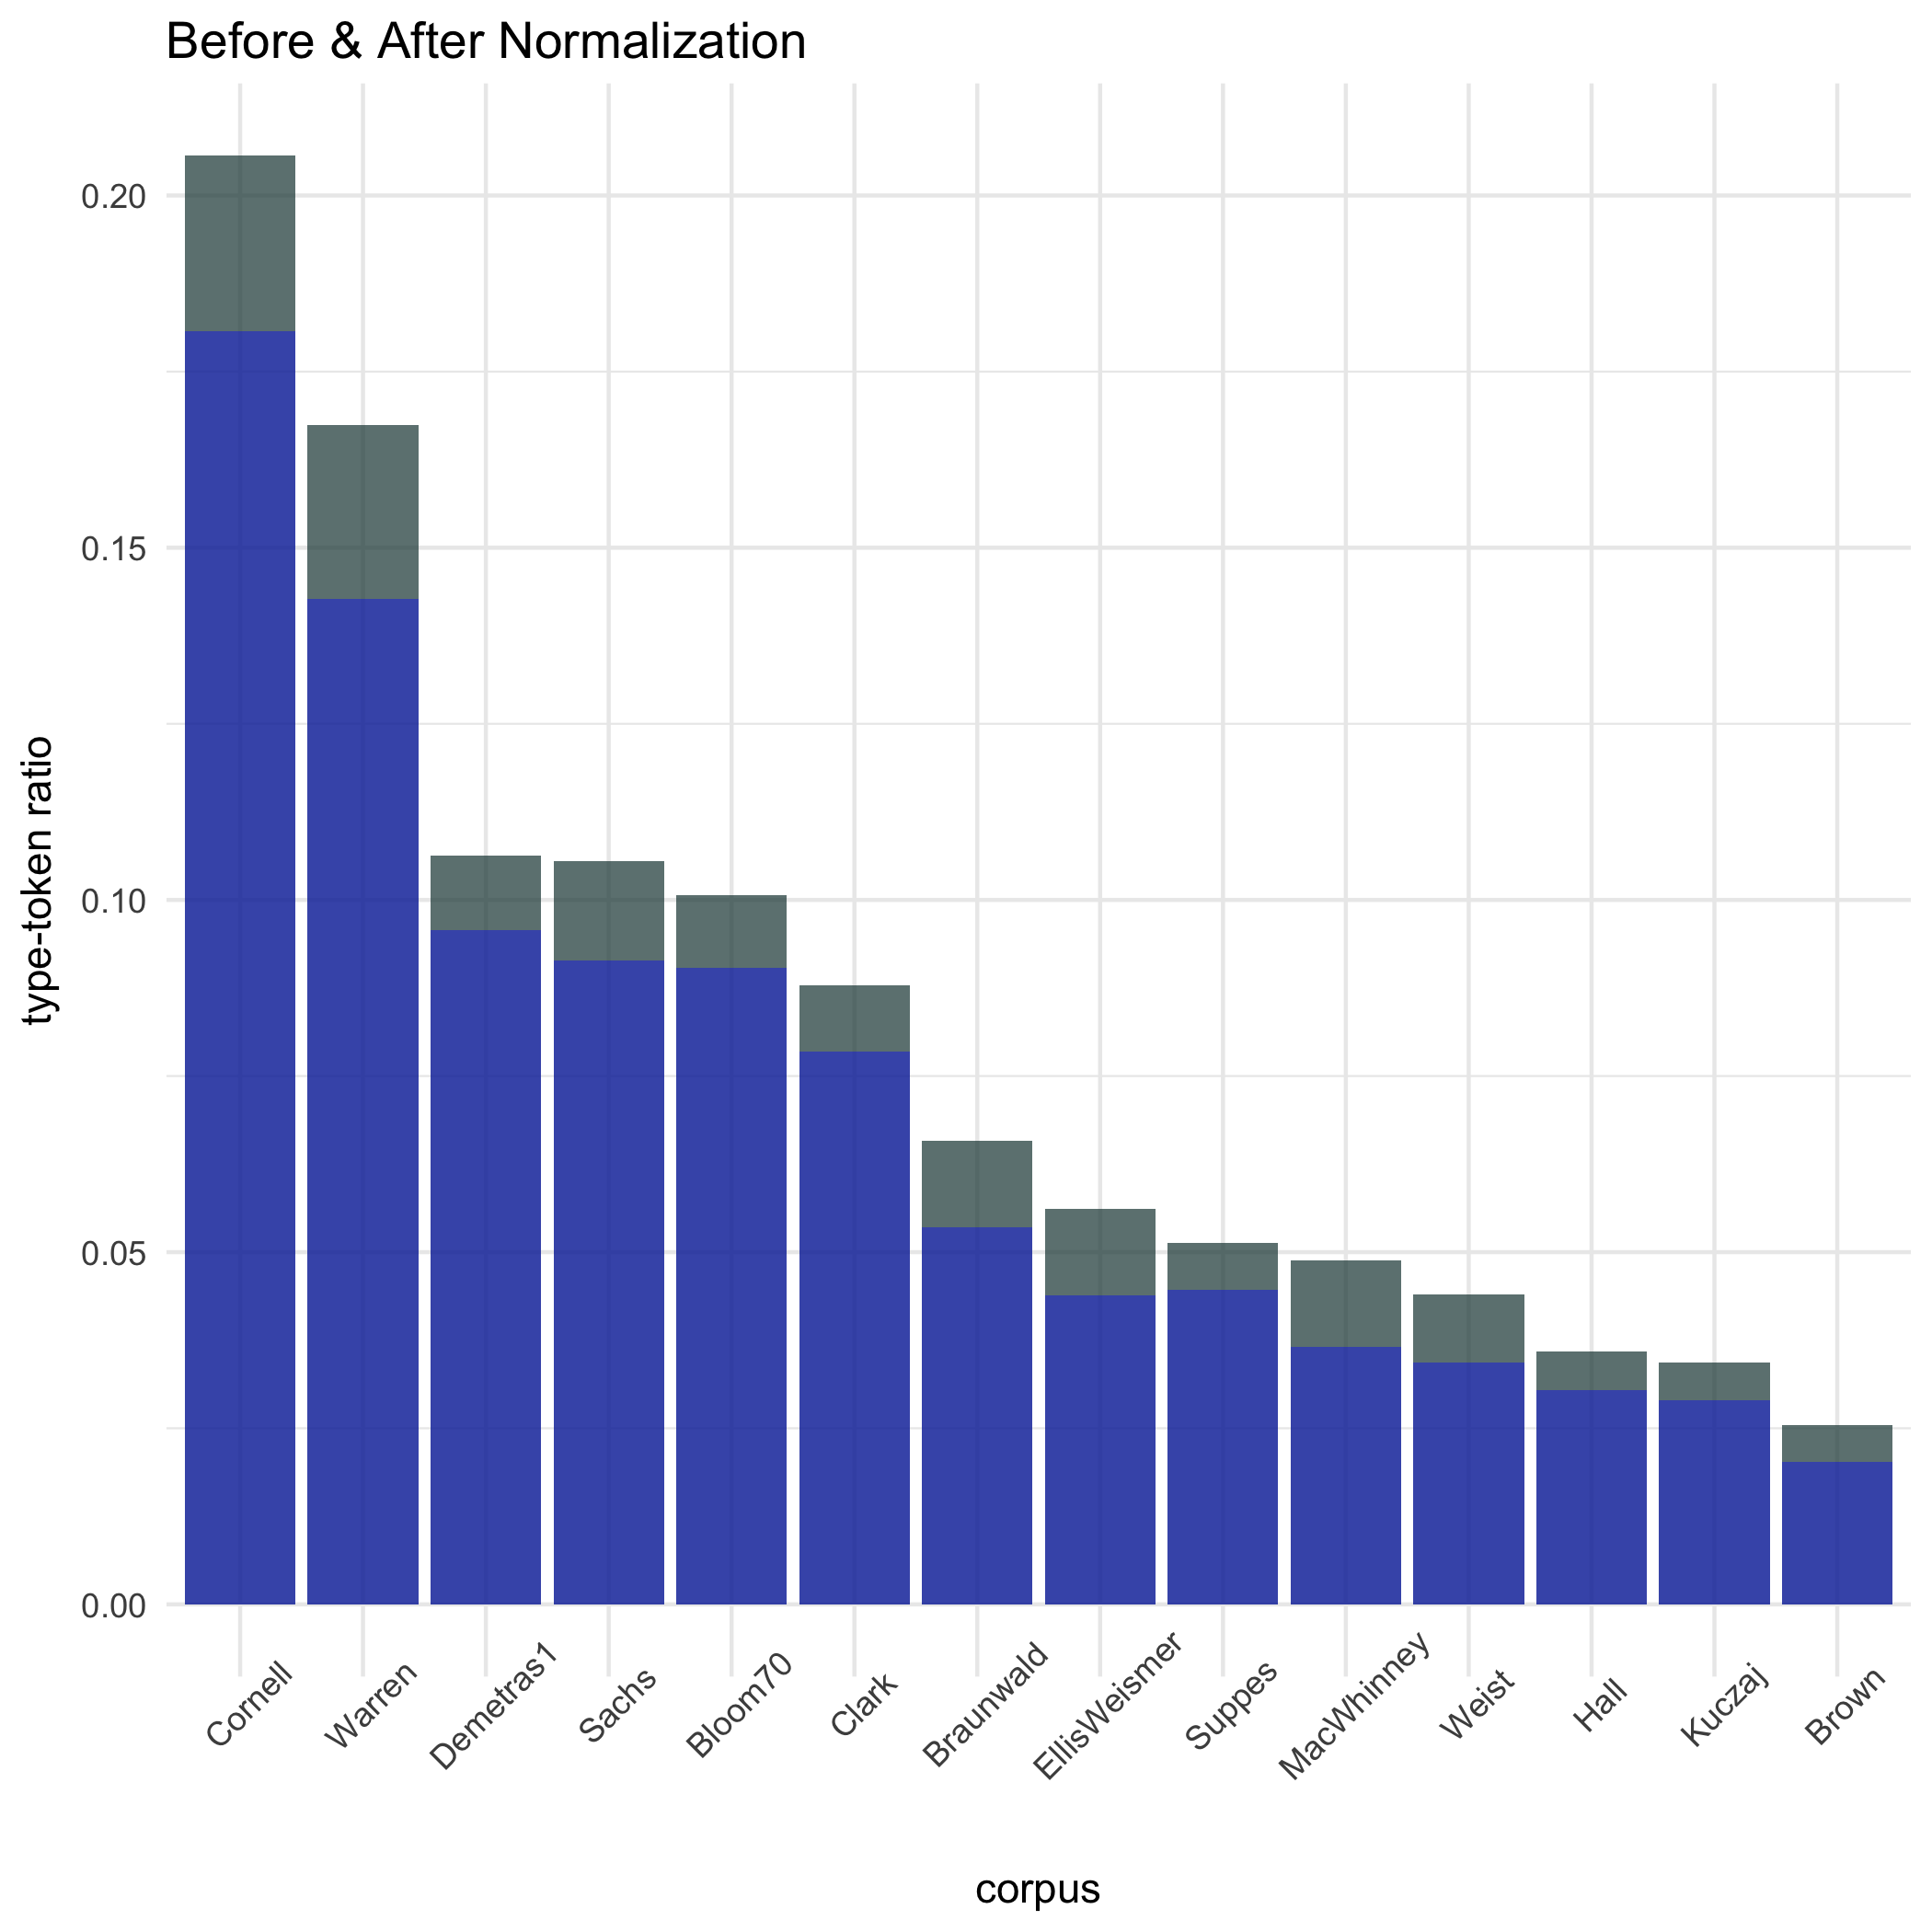 Before & After Normalization
type-token ratio
0.20
0.15
0.10
0.05
0.00
Cornell
Warren
Demetras1
Sachs
Bloom70
Clark
Braunwald
EllisWeismer
Suppes
MacWhinney
Weist
Hall
Kuczaj
Brown
corpus